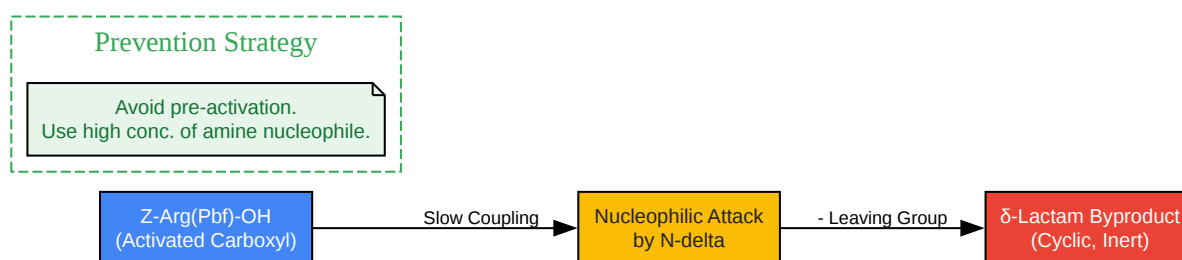 Prevention Strategy
Avoid pre-activation.
Use high conc. of amine nucleophile.
Z-Arg(Pbf)-OH
(Activated Carboxyl)
Slow Coupling
Nucleophilic Attack
by N-delta
- Leaving Group
δ-Lactam Byproduct
(Cyclic, Inert)